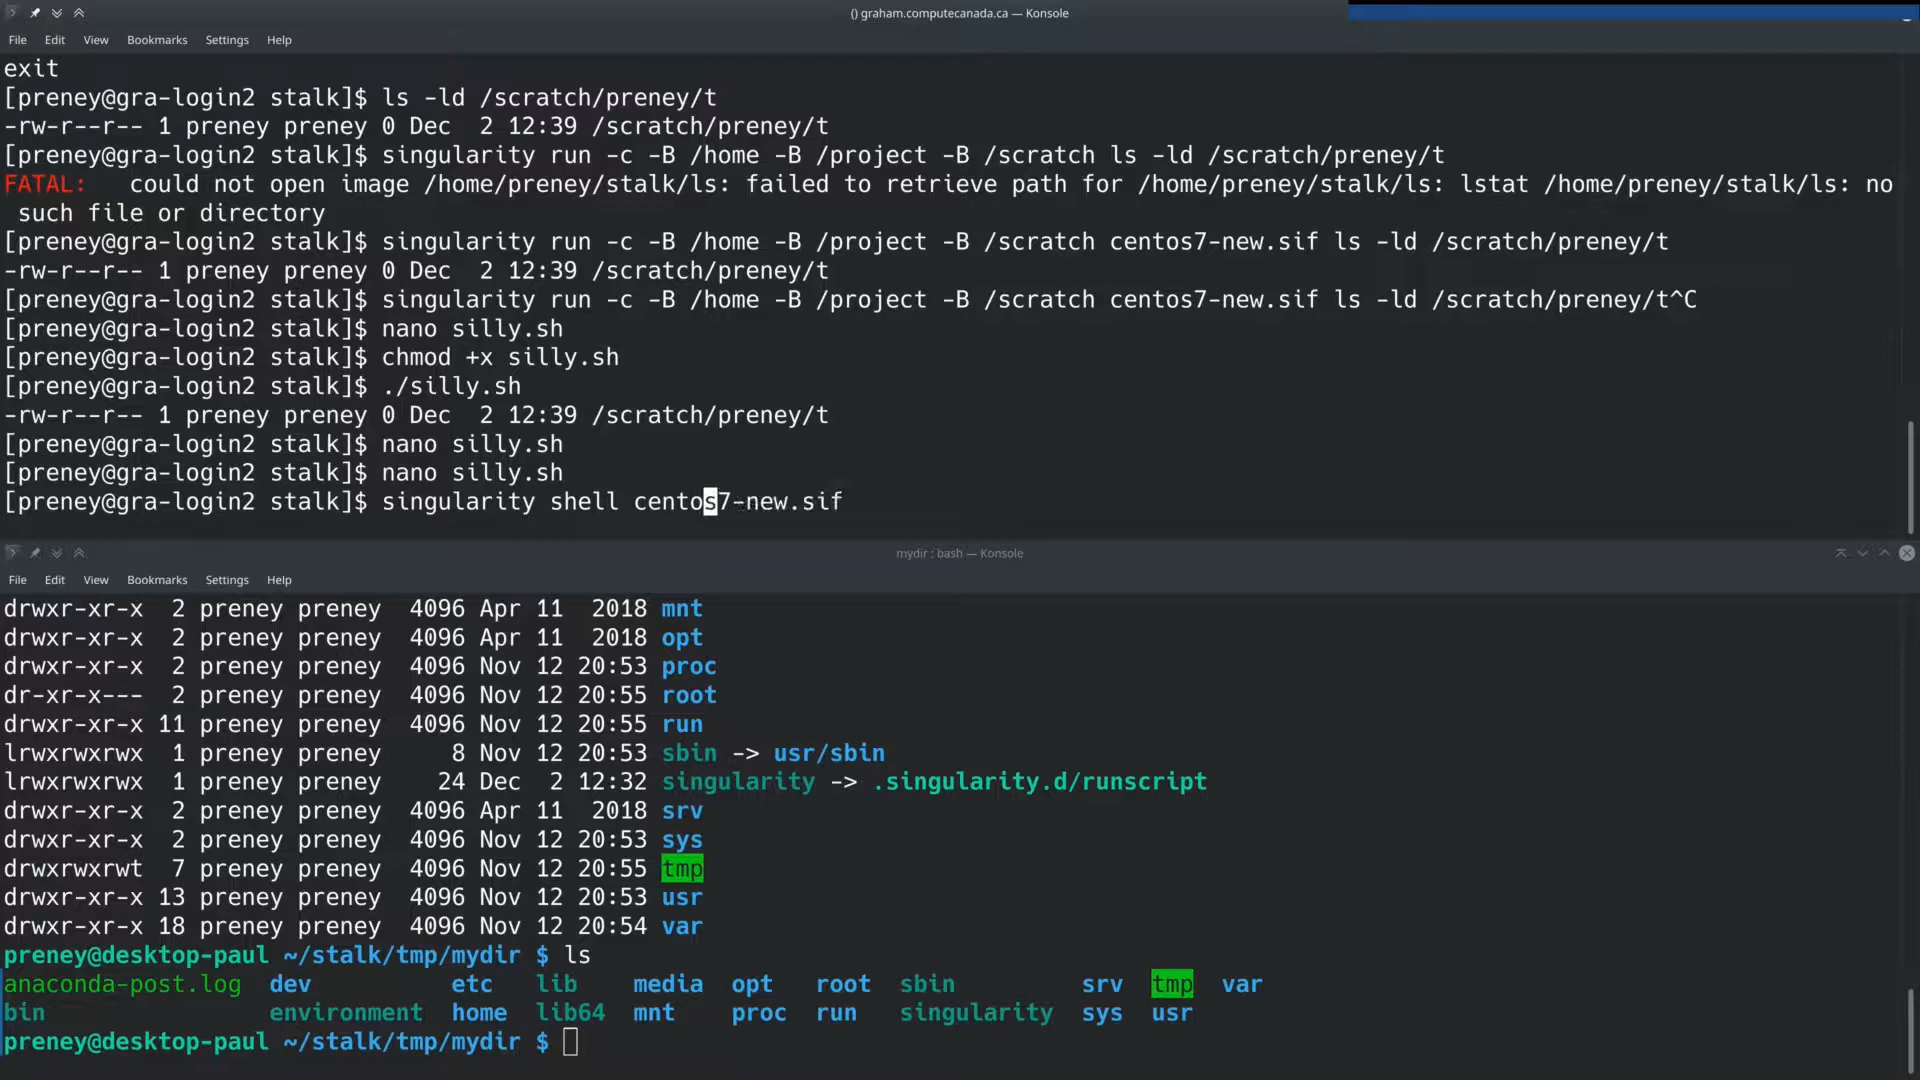 () graham.computecanada.ca — Konsole
File Edit View Bookmarks Settings Help
exit
[preney@gra-login2 stalk]$ ls -ld /scratch/preney/t
-rw-r--r-- 1 preney preney 0 Dec  2 12:39 /scratch/preney/t
[preney@gra-login2 stalk]$ singularity run -c -B /home -B /project -B /scratch ls -ld /scratch/preney/t
FATAL:   could not open image /home/preney/stalk/ls: failed to retrieve path for /home/preney/stalk/ls: lstat /home/preney/stalk/ls: no
 such file or directory
[preney@gra-login2 stalk]$ singularity run -c -B /home -B /project -B /scratch centos7-new.sif ls -ld /scratch/preney/t
-rw-r--r-- 1 preney preney 0 Dec  2 12:39 /scratch/preney/t
[preney@gra-login2 stalk]$ singularity run -c -B /home -B /project -B /scratch centos7-new.sif ls -ld /scratch/preney/t^C
[preney@gra-login2 stalk]$ nano silly.sh
[preney@gra-login2 stalk]$ chmod +x silly.sh
[preney@gra-login2 stalk]$ ./silly.sh
-rw-r--r-- 1 preney preney 0 Dec  2 12:39 /scratch/preney/t
[preney@gra-login2 stalk]$ nano silly.sh
[preney@gra-login2 stalk]$ nano silly.sh
[preney@gra-login2 stalk]$ singularity shell centos7-new.sif
mydir : bash — Konsole
File Edit View Bookmarks Settings Help
drwxr-xr-x  2 preney preney  4096 Apr 11  2018 mnt
drwxr-xr-x  2 preney preney  4096 Apr 11  2018 opt
drwxr-xr-x  2 preney preney  4096 Nov 12 20:53 proc
dr-xr-x---  2 preney preney  4096 Nov 12 20:55 root
drwxr-xr-x 11 preney preney  4096 Nov 12 20:55 run
lrwxrwxrwx  1 preney preney     8 Nov 12 20:53 sbin -> usr/sbin
lrwxrwxrwx  1 preney preney    24 Dec  2 12:32 singularity -> .singularity.d/runscript
drwxr-xr-x  2 preney preney  4096 Apr 11  2018 srv
drwxr-xr-x  2 preney preney  4096 Nov 12 20:53 sys
drwxrwxrwt  7 preney preney  4096 Nov 12 20:55 tmp
drwxr-xr-x 13 preney preney  4096 Nov 12 20:53 usr
drwxr-xr-x 18 preney preney  4096 Nov 12 20:54 var
preney@desktop-paul ~/stalk/tmp/mydir $ ls
anaconda-post.log  dev          etc   lib    media  opt   root  sbin         srv  tmp  var
bin                environment  home  lib64  mnt    proc  run   singularity  sys  usr
preney@desktop-paul ~/stalk/tmp/mydir $